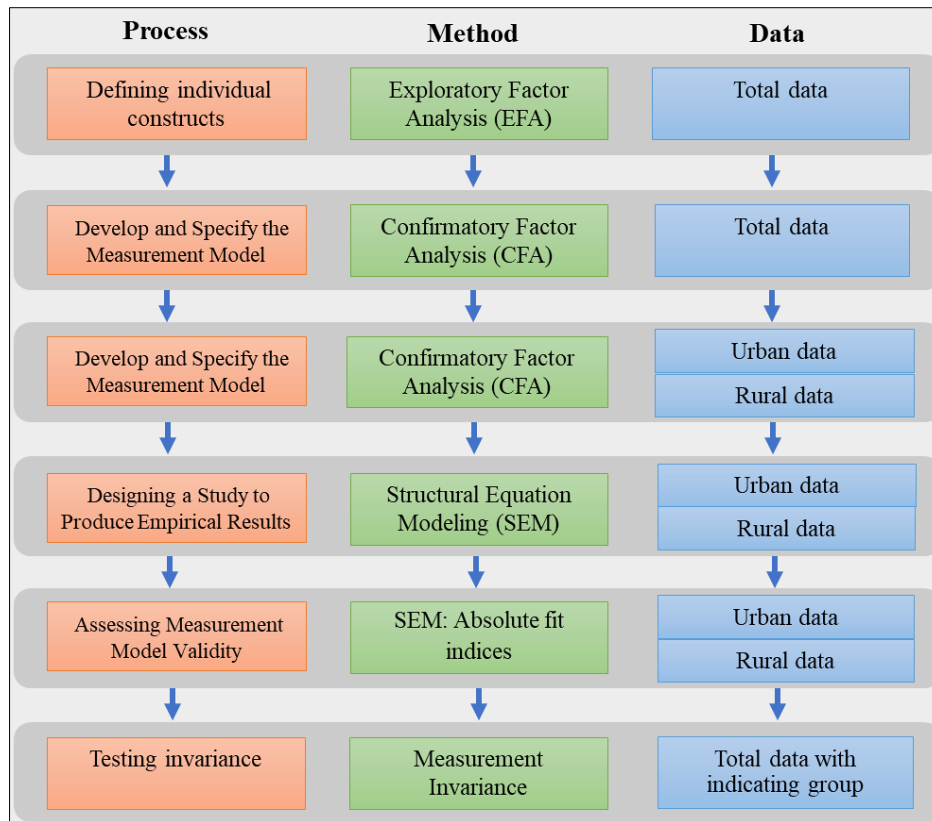 Process
Method
Data
Defining individual
constructs
Exploratory Factor
Analysis (EFA)
Total data
Develop and Specify the
Measurement Model
Confirmatory Factor
Analysis (CFA)
Total data
Develop and Specify the
Measurement Model
Confirmatory Factor
Analysis (CFA)
Urban data
Rural data
Designing a Study to
Produce Empirical Results
Structural Equation
Modeling (SEM)
Urban data
Rural data
Assessing Measurement
Model Validity
SEM: Absolute fit
indices
Urban data
Rural data
Testing invariance
Measurement
Invariance
Total data with
indicating group